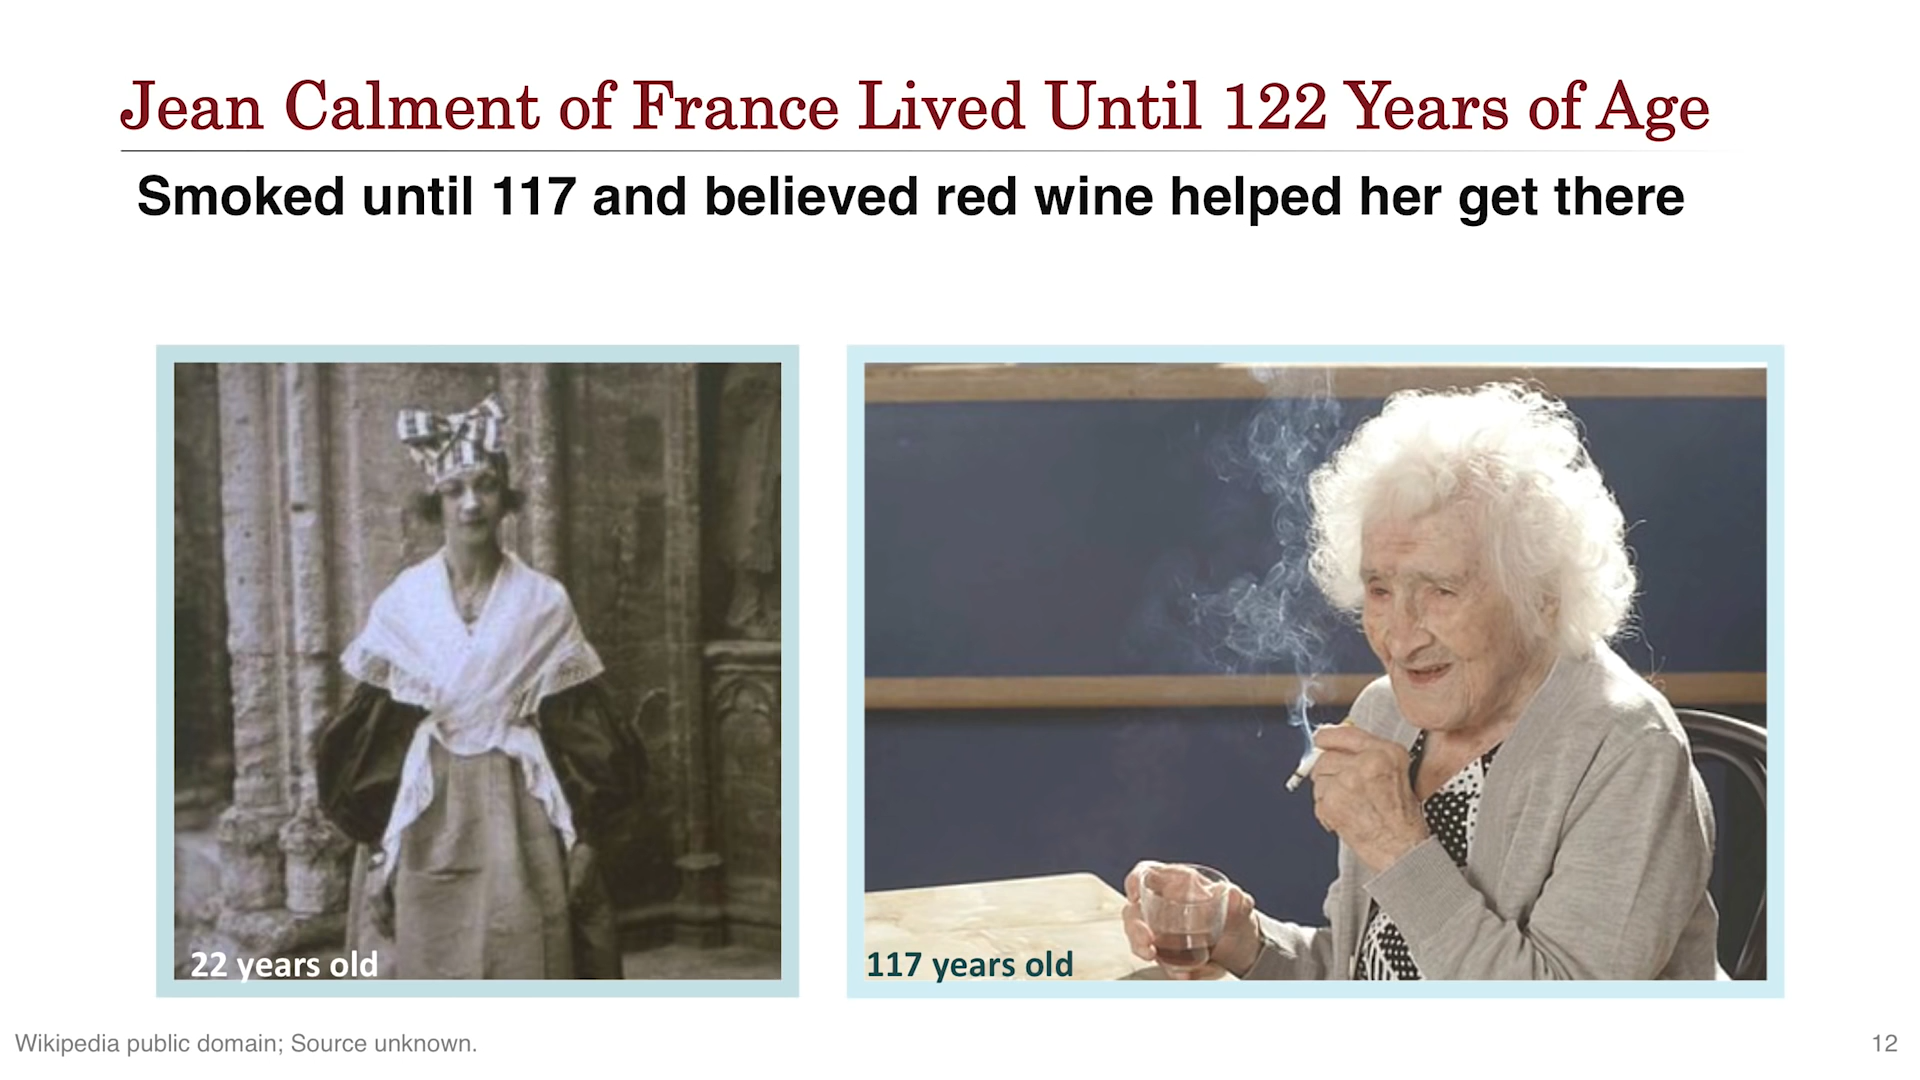 Jean Calment of France Lived Until 122 Years of Age
Smoked until 117 and believed red wine helped her get there
22 years old
117 years old
Wikipedia public domain; Source unknown.
12